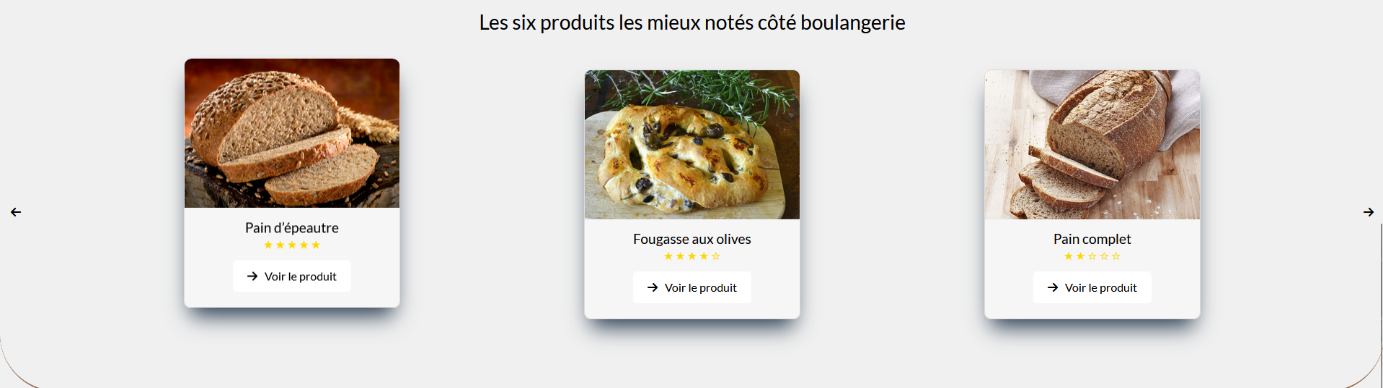 Les six produits les mieux notés côté boulangerie
Pain d'épeautre
★★★★★
→ Voir le produit
Fougasse aux olives
★★★★☆
→ Voir le produit
Pain complet
★★☆☆☆
→ Voir le produit